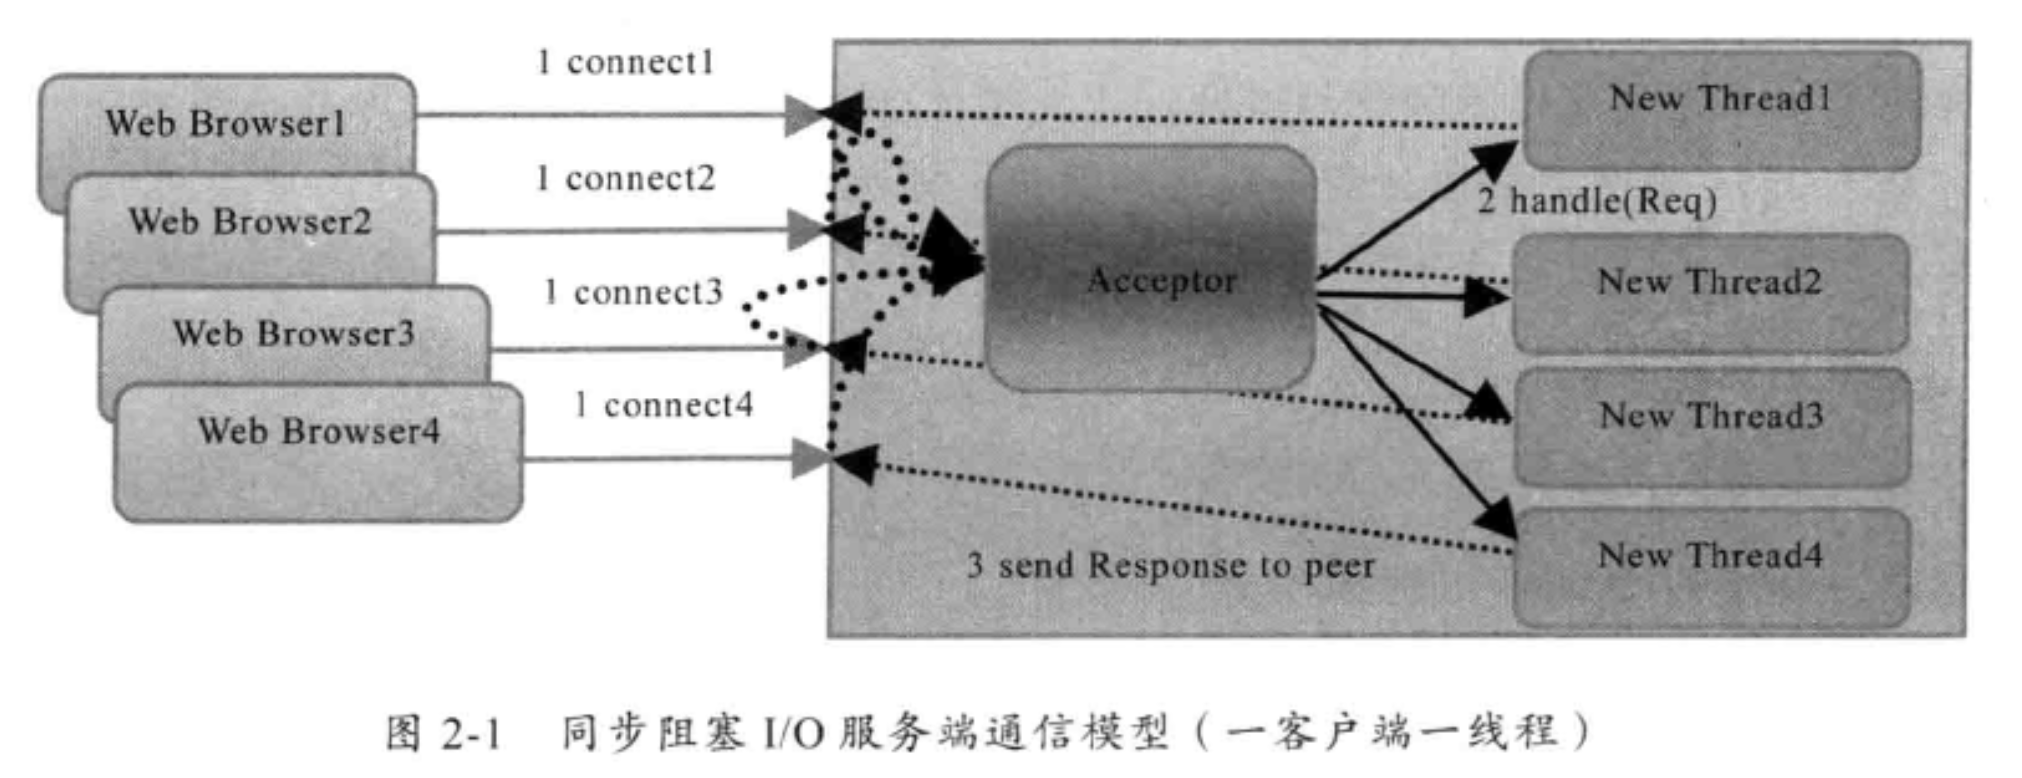 1 connect1
Web Browser1
1 connect2
Web Browser2
1 connect3
Web Browser3
1 connect4
Web Browser4
Acceptor
New Thread1
2 handle(Req)
New Thread2
New Thread3
New Thread4
3 send Response to peer
图 2-1 同步阻塞 I/O 服务端通信模型（一客户端一线程）